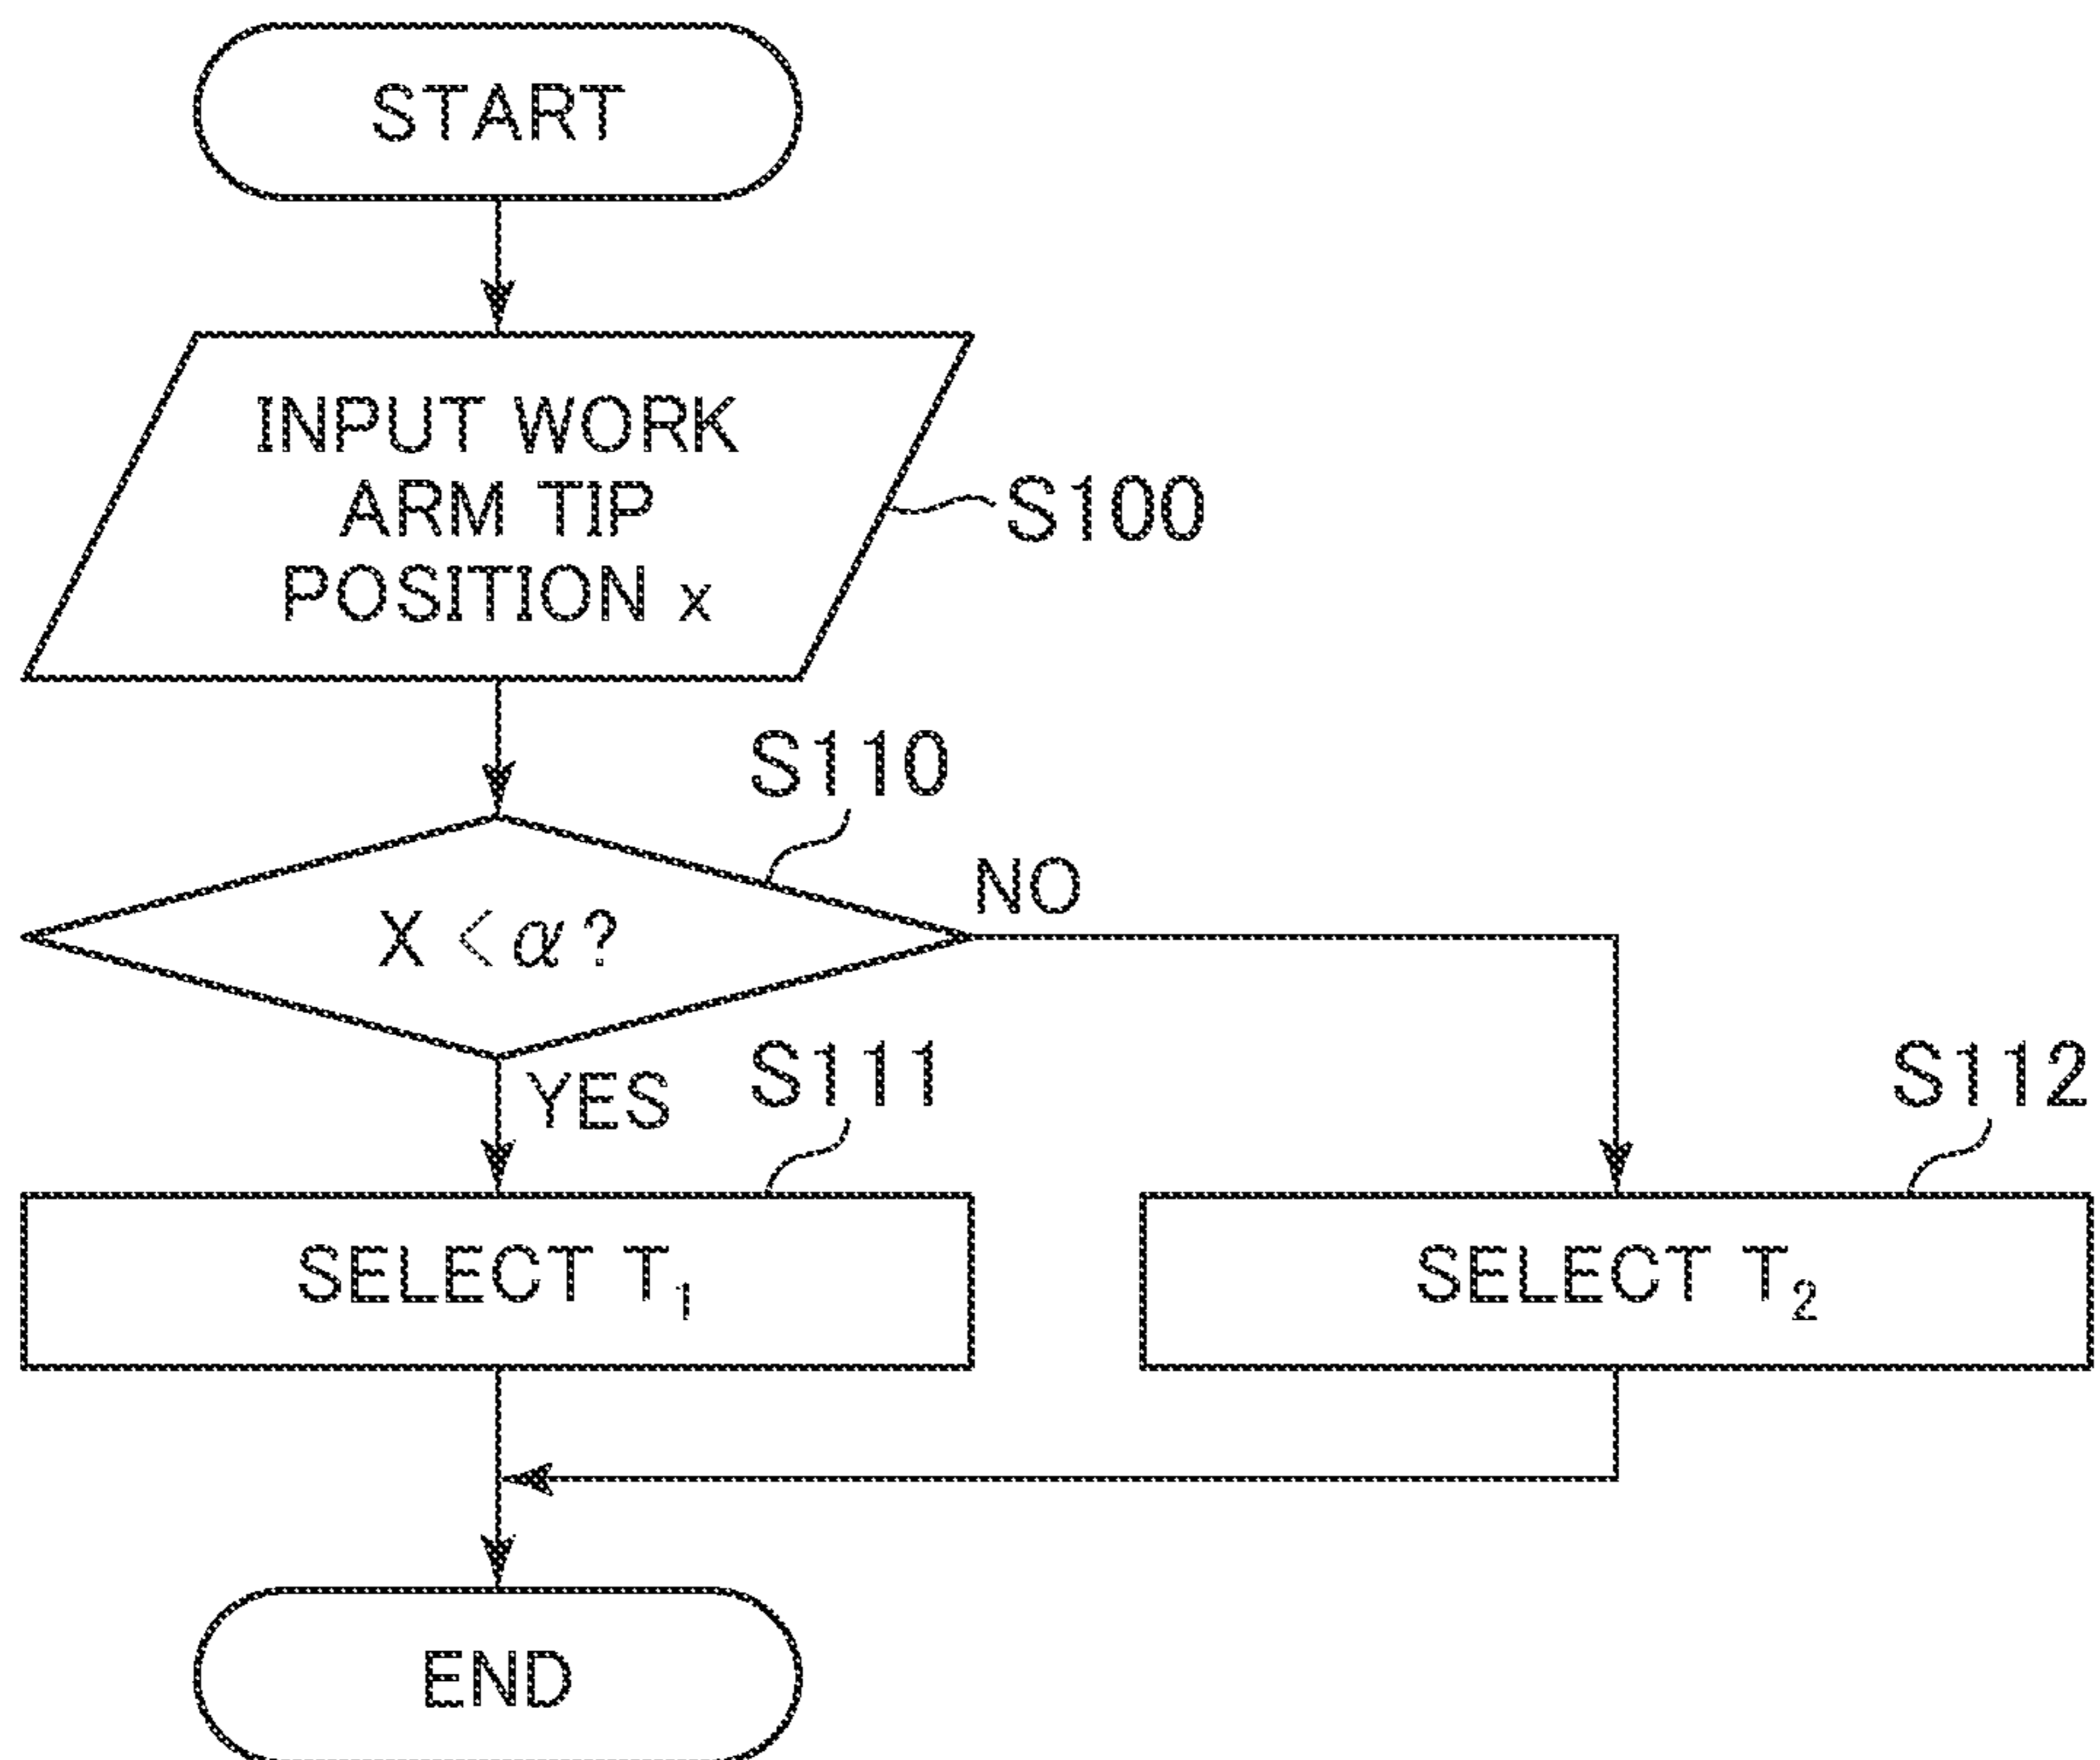 START
INPUT WORK
ARM TIP
POSITION x
S100
S110
X < α ?
NO
YES
S111
S112
SELECT T₁
SELECT T₂
END